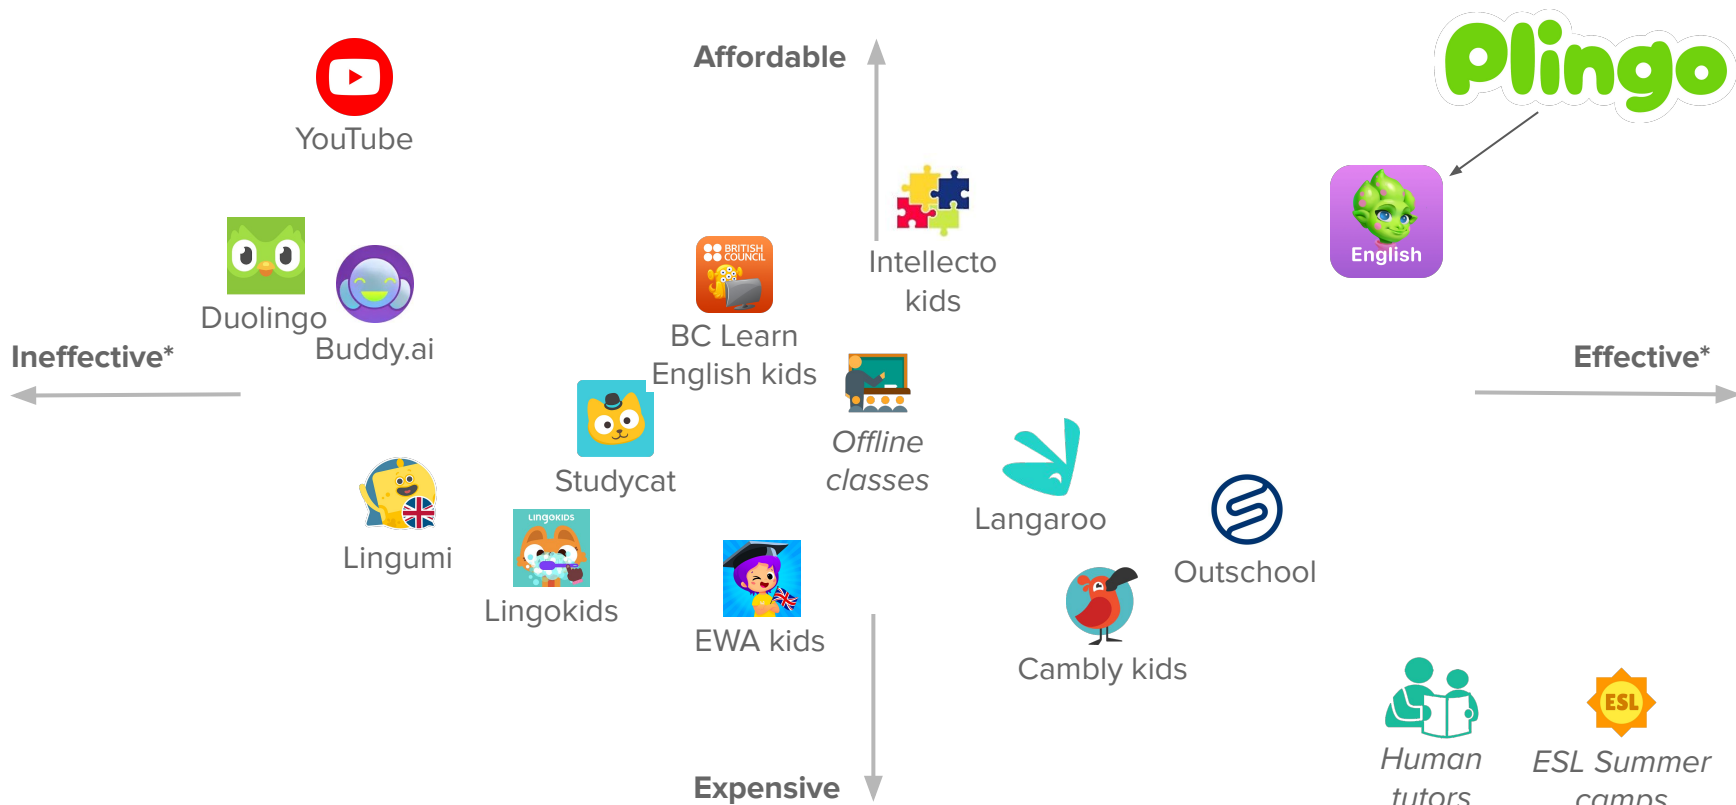 Affordable
Plingo
YouTube
English
BRITISH
COUNCIL
Intellecto
kids
Duolingo
Buddy.ai
BC Learn
English kids
Ineffective*
Effective*
Offline
classes
Studycat
Langaroo
LINGOKIDS
Lingumi
Outschool
Lingokids
EWA kids
Cambly kids
ESL
Human
tutors
ESL Summer
camps
Expensive